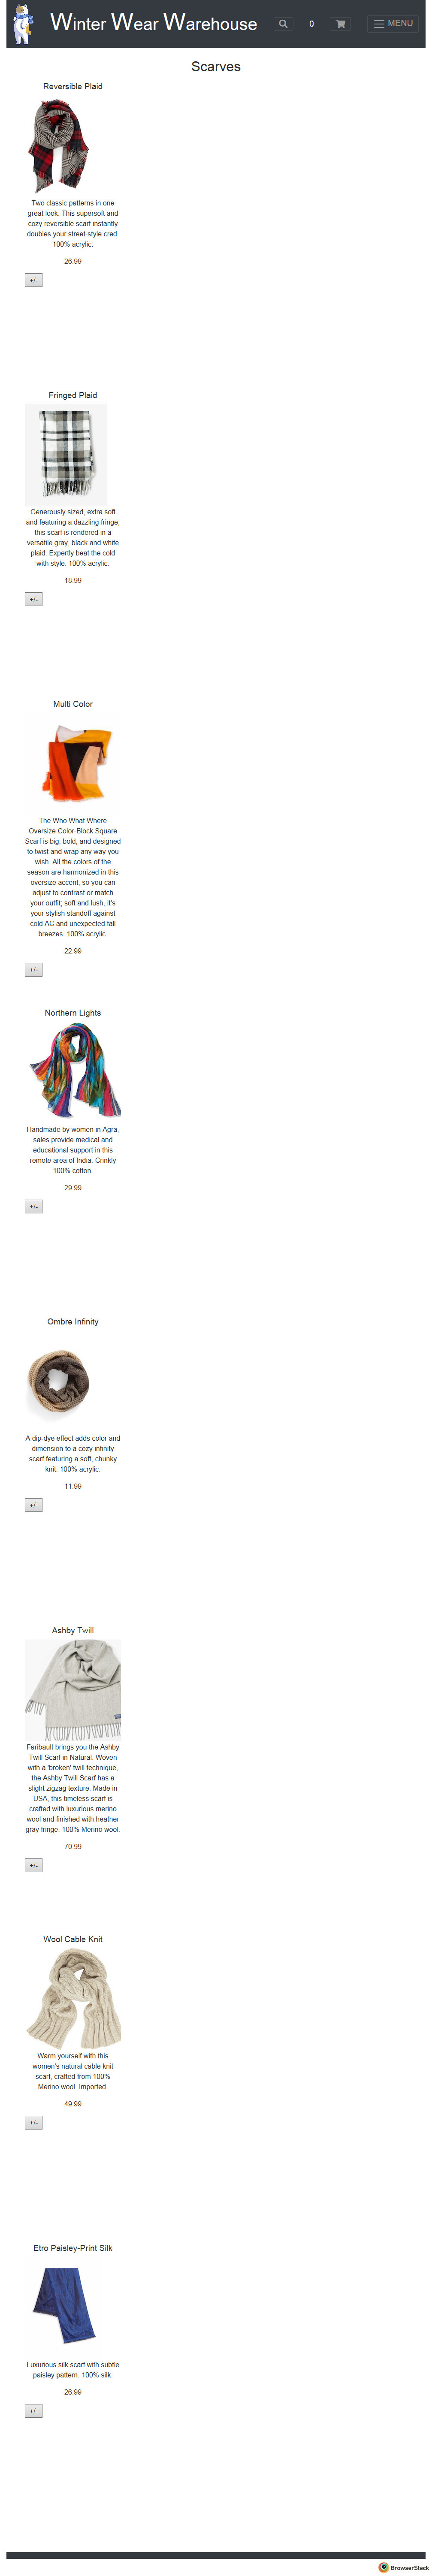 Winter Wear Warehouse
0
MENU
Scarves
Reversible Plaid
Two classic patterns in one
great look. This supersoft and
cozy reversible scarf instantly
doubles your street-style cred.
100% acrylic.
26.99
+/-
Fringed Plaid
Generously sized, extra soft
and featuring a dazzling fringe,
this scarf is rendered in a
versatile gray, black and white
plaid. Expertly beat the cold
with style. 100% acrylic.
18.99
+/-
Multi Color
The Who What Where
Oversize Color-Block Square
Scarf is big, bold, and designed
to twist and wrap any way you
wish. All the colors of the
season are harmonized in this
oversize accent, so you can
adjust to contrast or match
your outfit; soft and lush, it's
your stylish standoff against
cold AC and unexpected fall
breezes. 100% acrylic.
22.99
+/-
Northern Lights
Handmade by women in Agra,
sales provide medical and
educational support in this
remote area of India. Crinkly
100% cotton.
29.99
+/-
Ombre Infinity
A dip-dye effect adds color and
dimension to a cozy infinity
scarf featuring a soft, chunky
knit. 100% acrylic.
11.99
+/-
Ashby Twill
Faribault brings you the Ashby
Twill Scarf in Natural. Woven
with a 'broken' twill technique,
the Ashby Twill Scarf has a
slight zigzag texture. Made in
USA, this timeless scarf is
crafted with luxurious merino
wool and finished with heather
gray fringe. 100% Merino wool.
70.99
+/-
Wool Cable Knit
Warm yourself with this
women's natural cable knit
scarf, crafted from 100%
Merino wool. Imported.
49.99
+/-
Etro Paisley-Print Silk
Luxurious silk scarf with subtle
paisley pattern. 100% silk.
26.99
+/-
BrowserStack